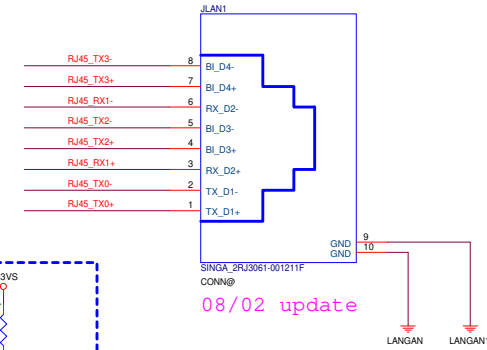 JLAN1
RJ45_TX3- 8 BI_D4-
RJ45_TX3+ 7 BI_D4+
RJ45_RX1- 6 RX_D2-
RJ45_TX2- 5 BI_D3-
RJ45_TX2+ 4 BI_D3+
RJ45_RX1+ 3 RX_D2+
RJ45_TX0- 2 TX_D1-
RJ45_TX0+ 1 TX_D1+
GND 9
GND 10
SINGA_2RJ3061-001211F
CONN@
08/02 update
3VS
LANGAN LANGAN1